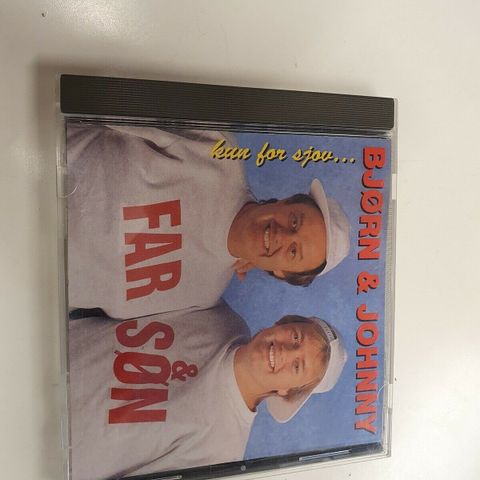 BJØRN & JOHNNY
kun for sjov...
FAR & SØN